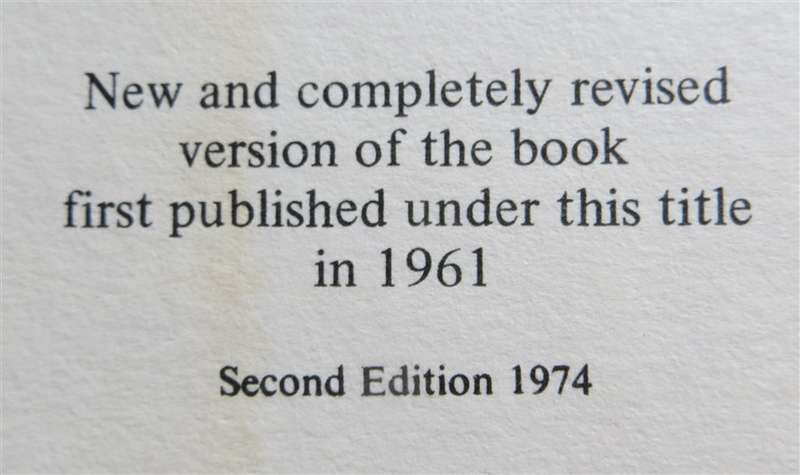 New and completely revised
version of the book
first published under this title
in 1961
Second Edition 1974